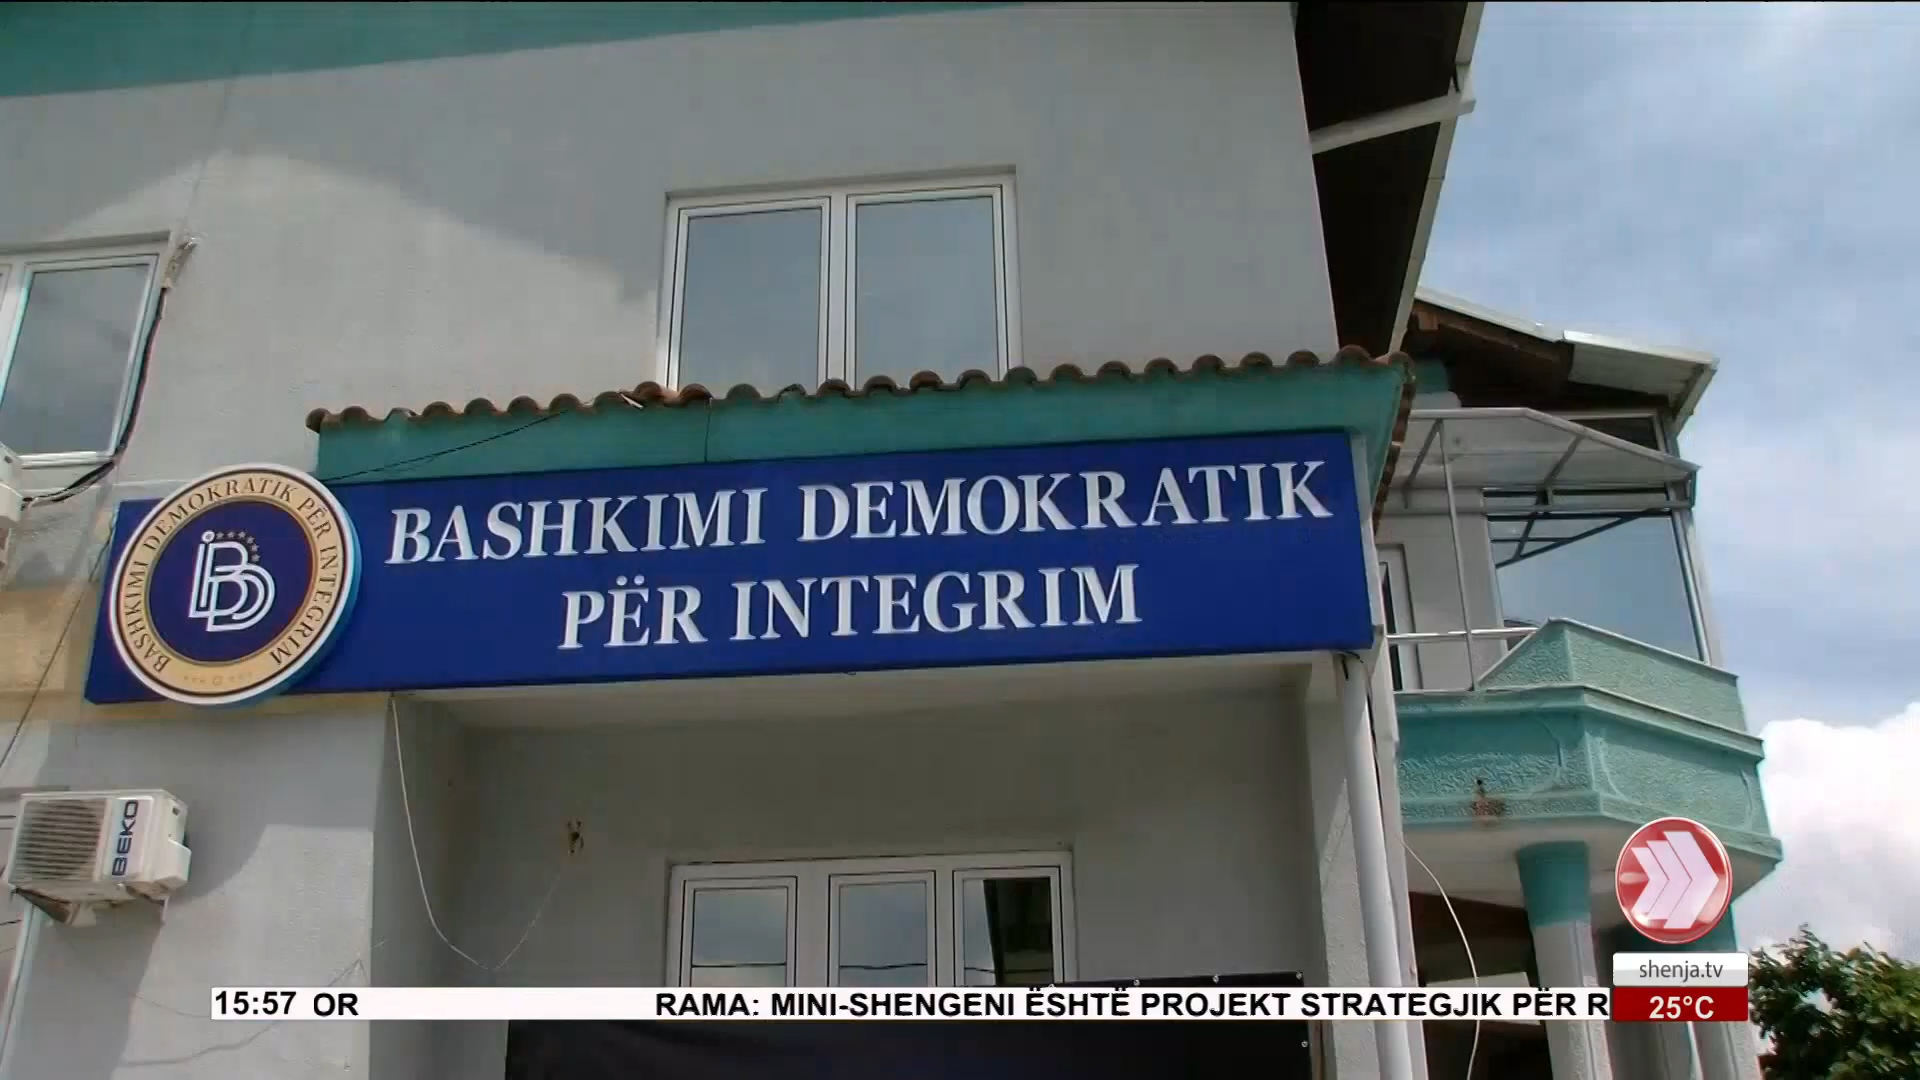 BASHKIMI DEMOKRATIK
PËR INTEGRIM
BASHKIMI DEMOKRATIK PËR INTEGRIM
BDI
BEKO
shenja.tv
15:57 OR RAMA: MINI-SHENGENI ËSHTË PROJEKT STRATEGJIK PËR R
25°C